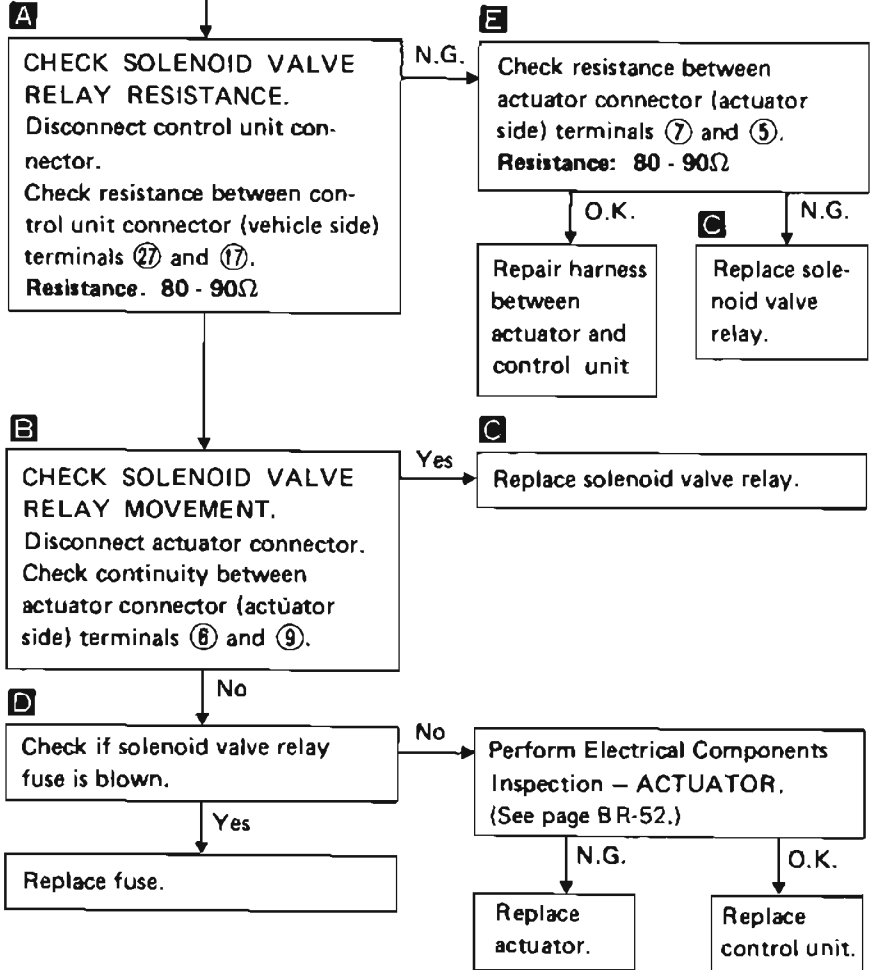 A
CHECK SOLENOID VALVE
RELAY RESISTANCE.
Disconnect control unit con-
nector.
Check resistance between con-
trol unit connector (vehicle side)
terminals ㉗ and ⑰.
Resistance. 80 - 90Ω
N.G.
E
Check resistance between
actuator connector (actuator
side) terminals ⑦ and ⑤.
Resistance: 80 - 90Ω
O.K.
N.G.
Repair harness
between
actuator and
control unit
C
Replace sole-
noid valve
relay.
B
CHECK SOLENOID VALVE
RELAY MOVEMENT.
Disconnect actuator connector.
Check continuity between
actuator connector (actuator
side) terminals ⑥ and ⑨.
Yes
C
Replace solenoid valve relay.
No
D
Check if solenoid valve relay
fuse is blown.
No
Perform Electrical Components
Inspection – ACTUATOR.
(See page BR-52.)
Yes
Replace fuse.
N.G.
O.K.
Replace
actuator.
Replace
control unit.